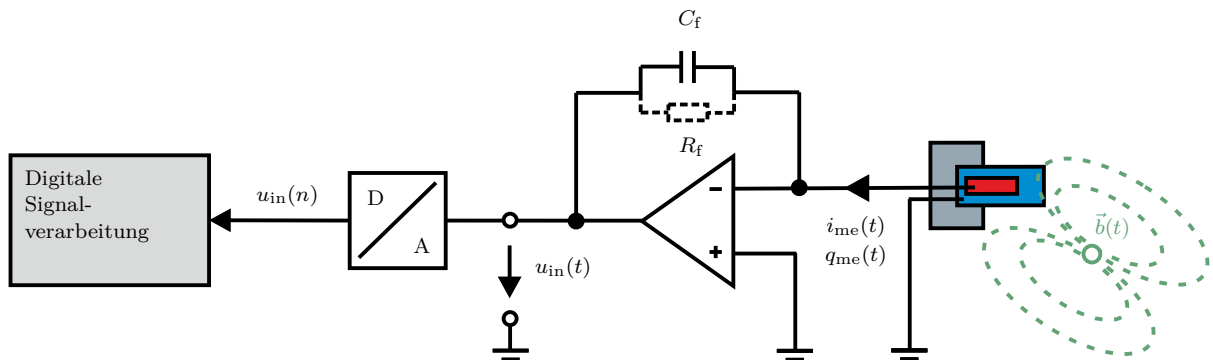 C_f
R_f
Digitale
Signal-
verarbeitung
u_in(n)
D
A
u_in(t)
-
+
i_me(t)
q_me(t)
b⃗(t)